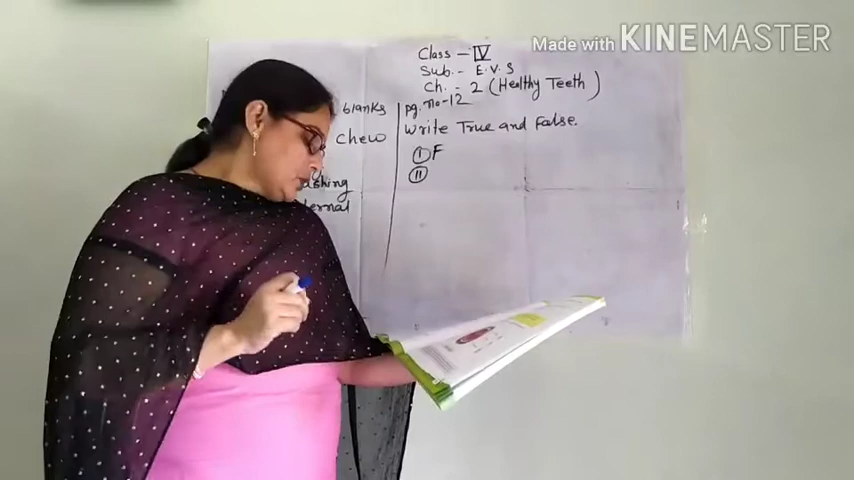 Made with KINEMASTER
Class - IV
Sub. - E.V.S
Ch. - 2 (Healthy Teeth)
pg. no-12
Write True and False.
(I) F
(II)
blanks
chew